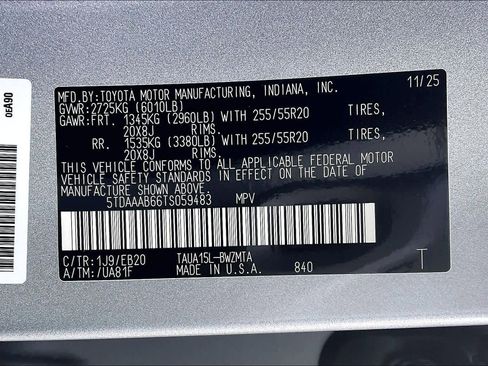 MFD.BY:TOYOTA MOTOR MANUFACTURING, INDIANA, INC. 11/25
GVWR:2725KG (6010LB)
GAWR:FRT. 1345KG (2960LB) WITH 255/55R20 TIRES,
20X8J RIMS.
RR. 1535KG (3380LB) WITH 255/55R20 TIRES,
20X8J RIMS.
THIS VEHICLE CONFORMS TO ALL APPLICABLE FEDERAL MOTOR
VEHICLE SAFETY STANDARDS IN EFFECT ON THE DATE OF
MANUFACTURE SHOWN ABOVE.
5TDAAAB66TS059483 MPV
C/TR:1J9/EB20 TAUA15L-BWZMTA
A/TM:/UA81F MADE IN U.S.A. 840 T
0EA90